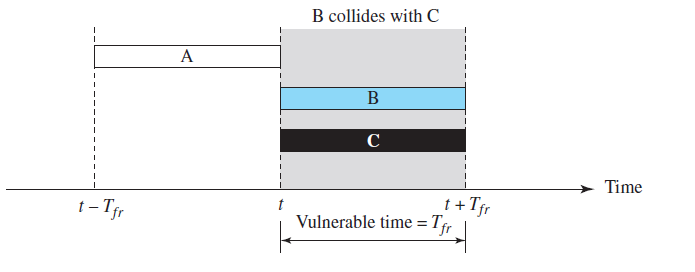 B collides with C
A
B
C
Time
t – Tfr
t
t + Tfr
Vulnerable time = Tfr